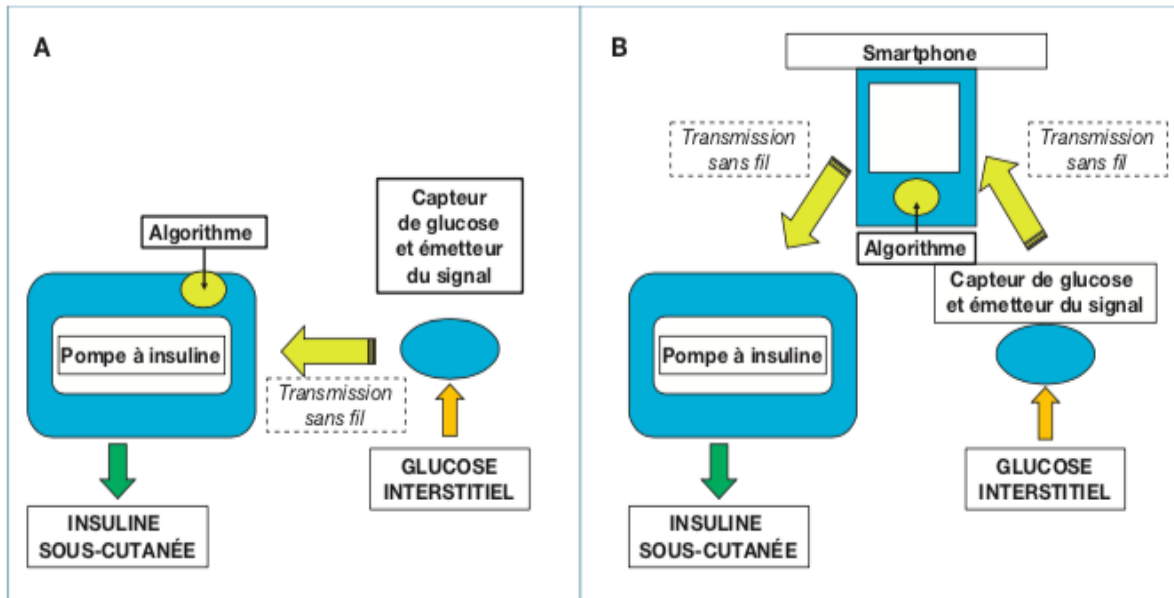 A
Algorithme
Capteur
de glucose
et émetteur
du signal
Pompe à insuline
Transmission
sans fil
GLUCOSE
INTERSTITIEL
INSULINE
SOUS-CUTANÉE
B
Smartphone
Transmission
sans fil
Transmission
sans fil
Algorithme
Capteur de glucose
et émetteur du signal
Pompe à insuline
GLUCOSE
INTERSTITIEL
INSULINE
SOUS-CUTANÉE